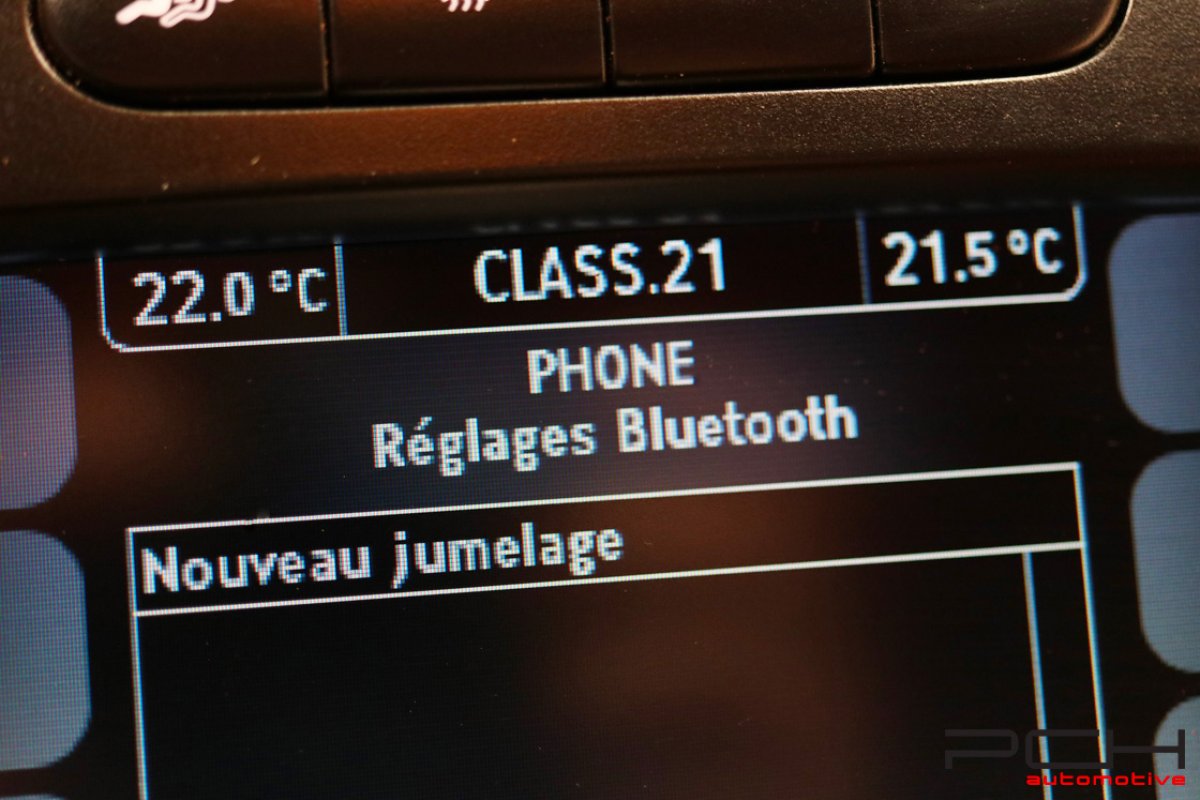 22.0 °C CLASS.21 21.5 °C
PHONE
Réglages Bluetooth
Nouveau jumelage
PCH
automotive